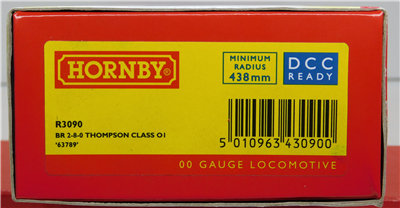 HORNBY
MINIMUM
RADIUS
438mm
DCC
READY
R3090
BR 2-8-0 THOMPSON CLASS O1
'63789'
5 010963 430900
00 GAUGE LOCOMOTIVE